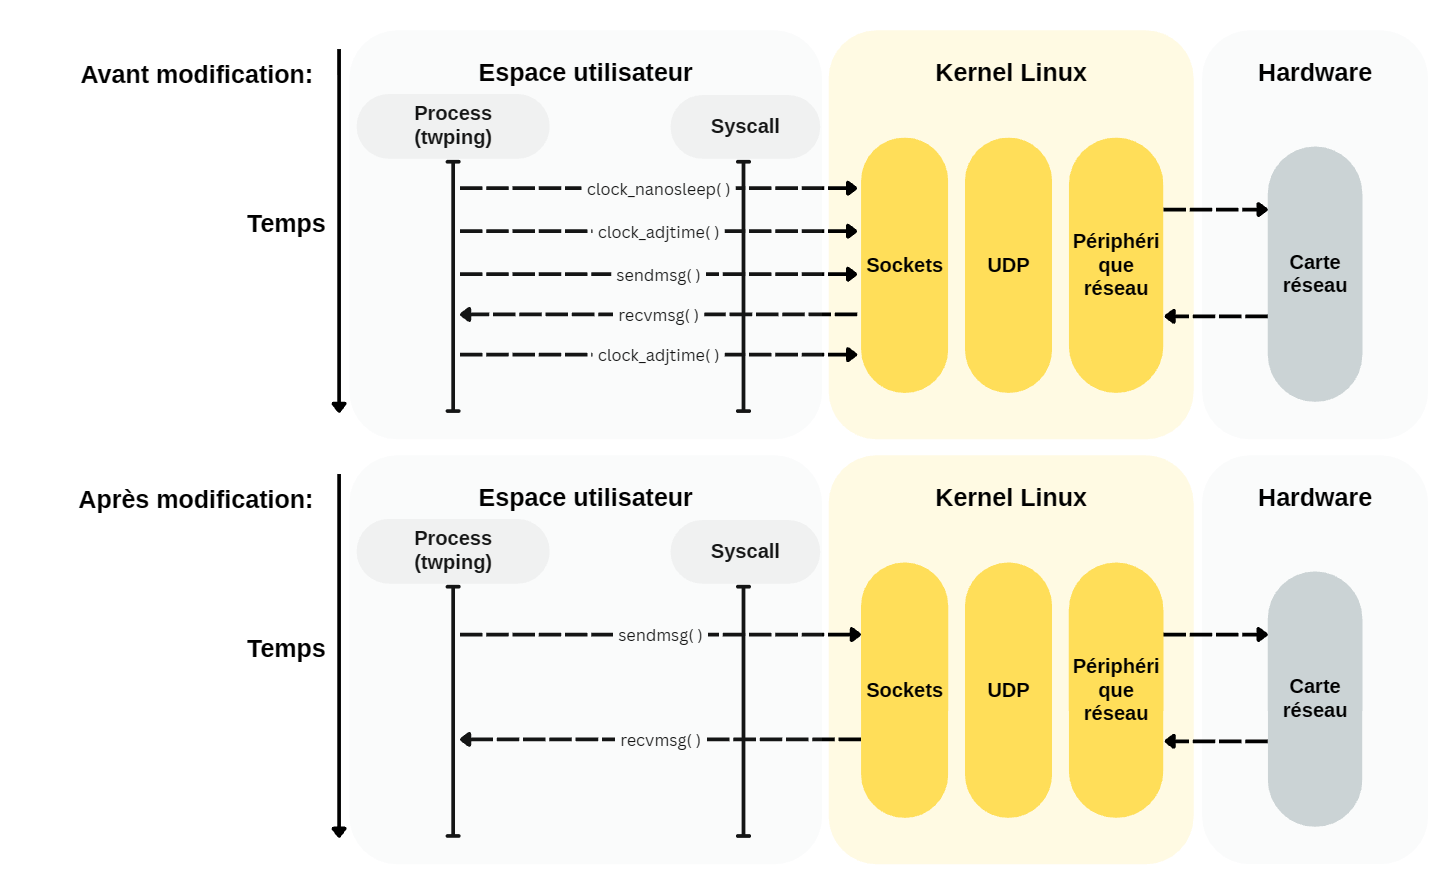 Avant modification:
Espace utilisateur
Kernel Linux
Hardware
Process
(twping)
Syscall
clock_nanosleep( )
clock_adjtime( )
sendmsg( )
recvmsg( )
clock_adjtime( )
Temps
Sockets
UDP
Périphéri
que
réseau
Carte
réseau
Après modification:
Espace utilisateur
Kernel Linux
Hardware
Process
(twping)
Syscall
sendmsg( )
recvmsg( )
Temps
Sockets
UDP
Périphéri
que
réseau
Carte
réseau